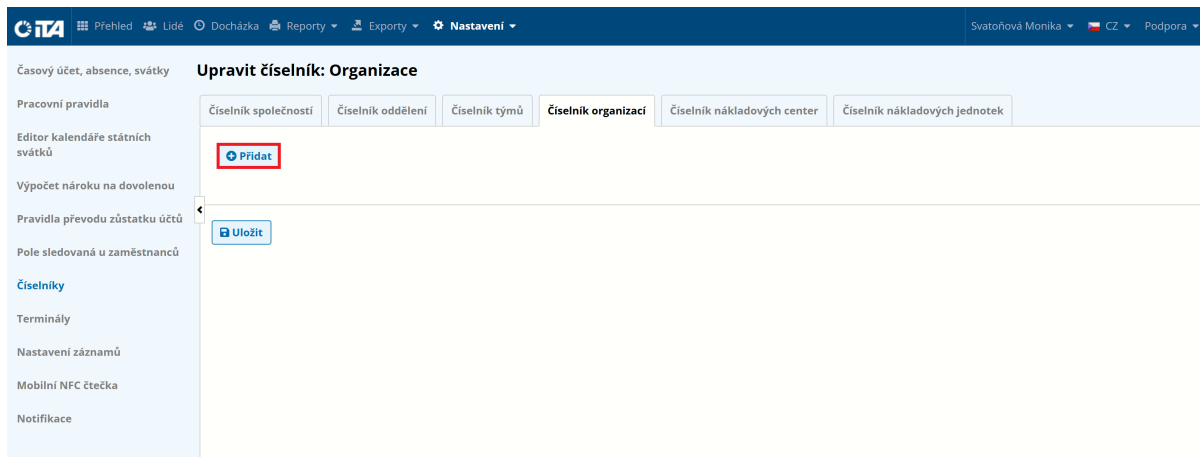 iTA Přehled Lidé Docházka Reporty Exporty Nastavení Svatoňová Monika CZ Podpora
Časový účet, absence, svátky
Pracovní pravidla
Editor kalendáře státních
svátků
Výpočet nároku na dovolenou
Pravidla převodu zůstatku účtů
Pole sledovaná u zaměstnanců
Číselníky
Terminály
Nastavení záznamů
Mobilní NFC čtečka
Notifikace
Upravit číselník: Organizace
Číselník společností Číselník oddělení Číselník týmů Číselník organizací Číselník nákladových center Číselník nákladových jednotek
Přidat
Uložit